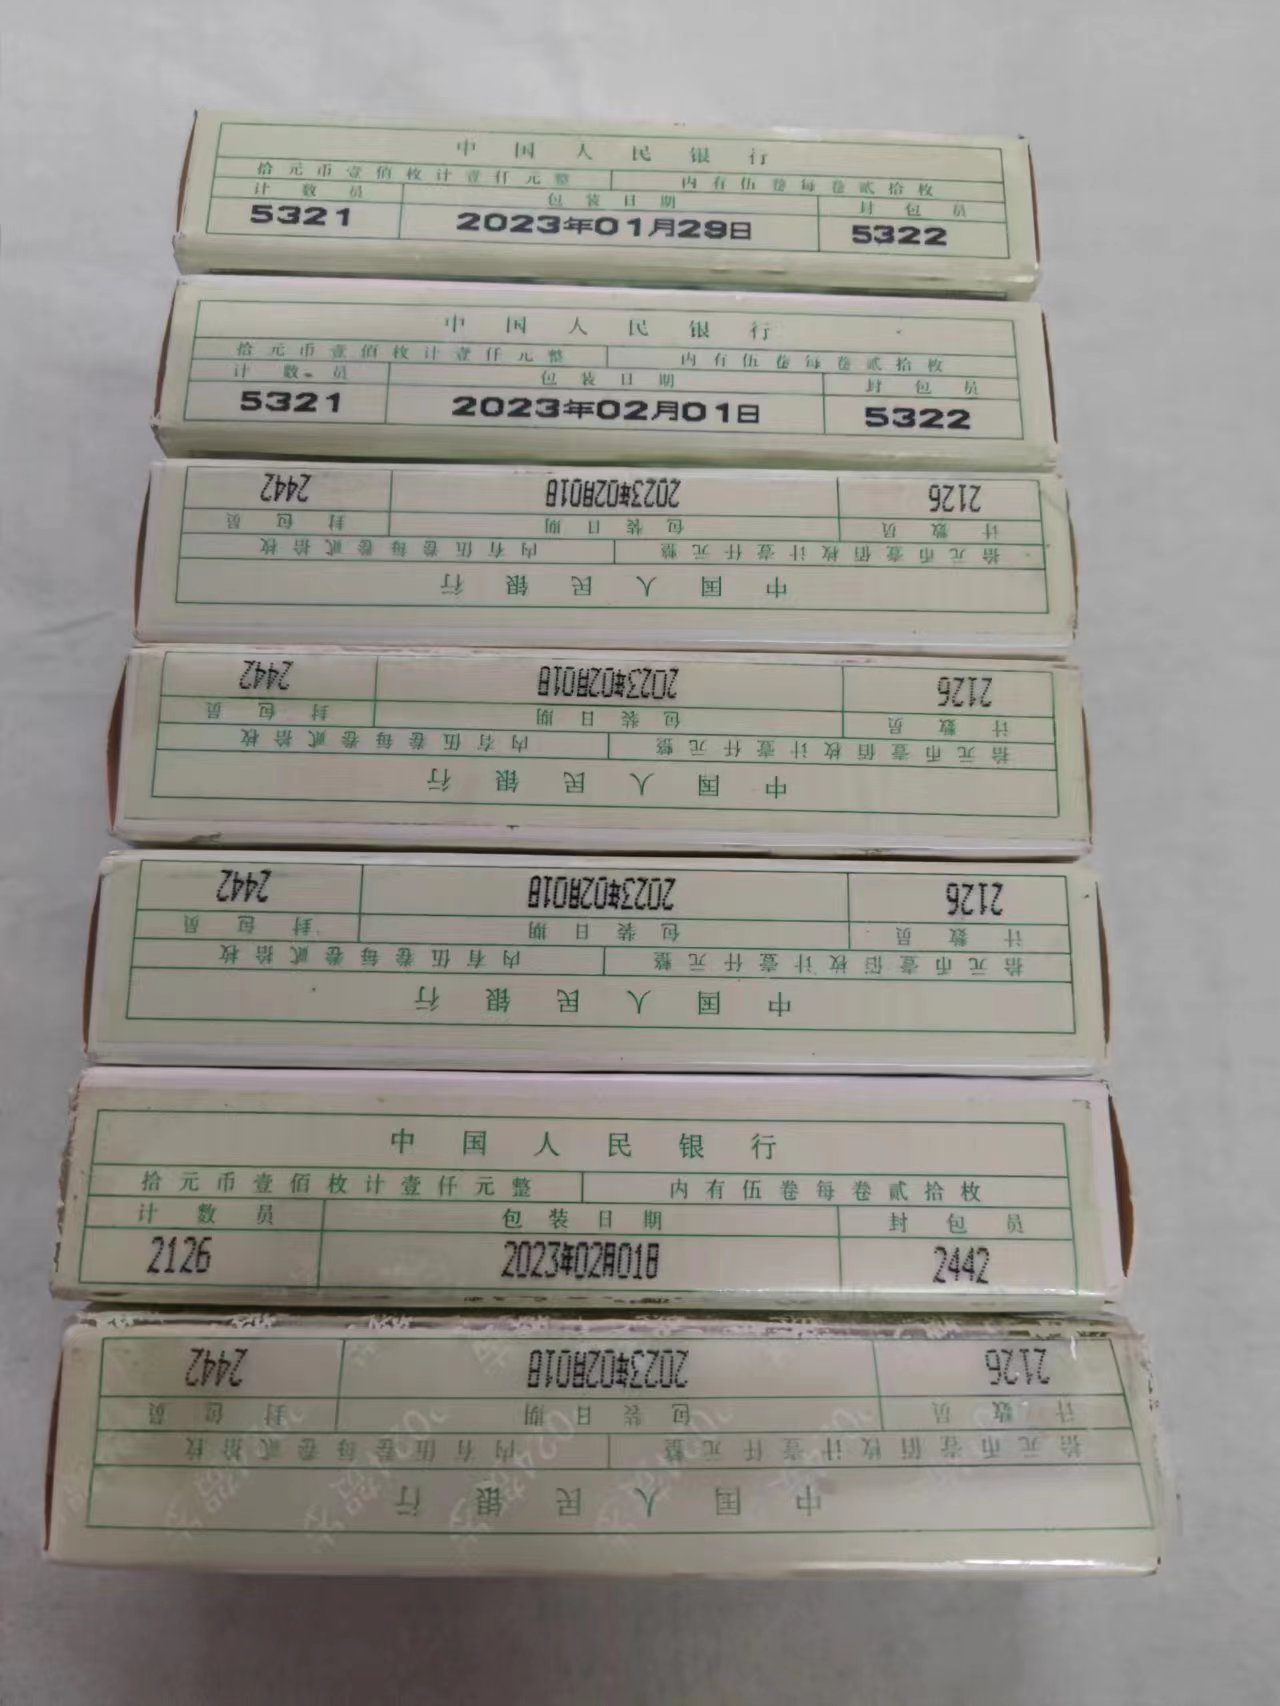 中国人民银行
拾元币壹佰枚计壹仟元整 内有伍卷每卷贰拾枚
计数员 包装日期 封包员
5321 2023年01月29日 5322
中国人民银行
拾元币壹佰枚计壹仟元整 内有伍卷每卷贰拾枚
计数员 包装日期 封包员
5321 2023年02月01日 5322
中国人民银行
拾元币壹佰枚计壹仟元整 内有伍卷每卷贰拾枚
计数员 包装日期 封包员
2126 2023年02月01日 2442
中国人民银行
拾元币壹佰枚计壹仟元整 内有伍卷每卷贰拾枚
计数员 包装日期 封包员
2126 2023年02月01日 2442
中国人民银行
拾元币壹佰枚计壹仟元整 内有伍卷每卷贰拾枚
计数员 包装日期 封包员
2126 2023年02月01日 2442
中国人民银行
拾元币壹佰枚计壹仟元整 内有伍卷每卷贰拾枚
计数员 包装日期 封包员
2126 2023年02月01日 2442
中国人民银行
拾元币壹佰枚计壹仟元整 内有伍卷每卷贰拾枚
计数员 包装日期 封包员
2126 2023年02月01日 2442